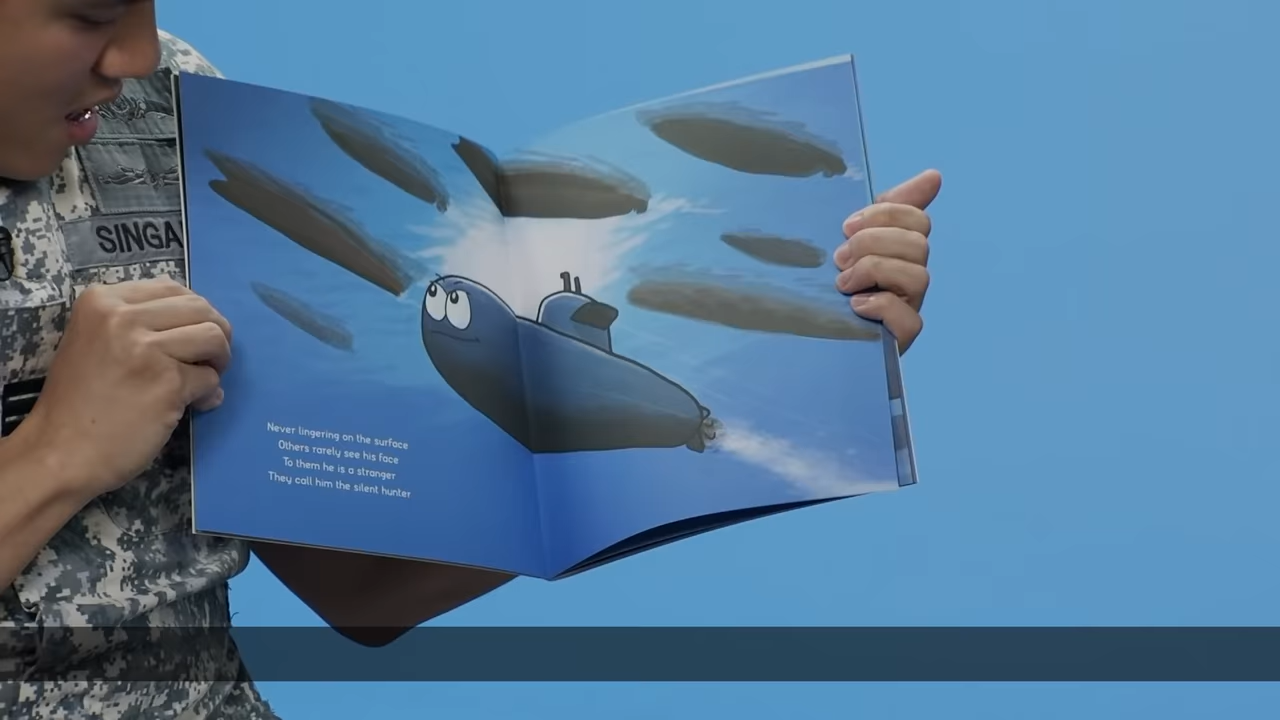 SINGA
Never lingering on the surface
Others rarely see his face
To them he is a stranger
They call him the silent hunter